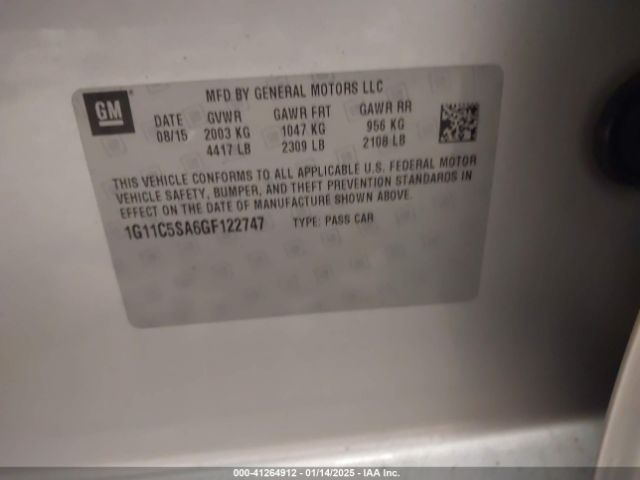 GM
MFD BY GENERAL MOTORS LLC
DATE GVWR GAWR FRT GAWR RR
08/15 2003 KG 1047 KG 956 KG
4417 LB 2309 LB 2108 LB
THIS VEHICLE CONFORMS TO ALL APPLICABLE U.S. FEDERAL MOTOR
VEHICLE SAFETY, BUMPER, AND THEFT PREVENTION STANDARDS IN
EFFECT ON THE DATE OF MANUFACTURE SHOWN ABOVE.
1G11C5SA6GF122747 TYPE: PASS CAR
000-41264912 - 01/14/2025 - IAA Inc.